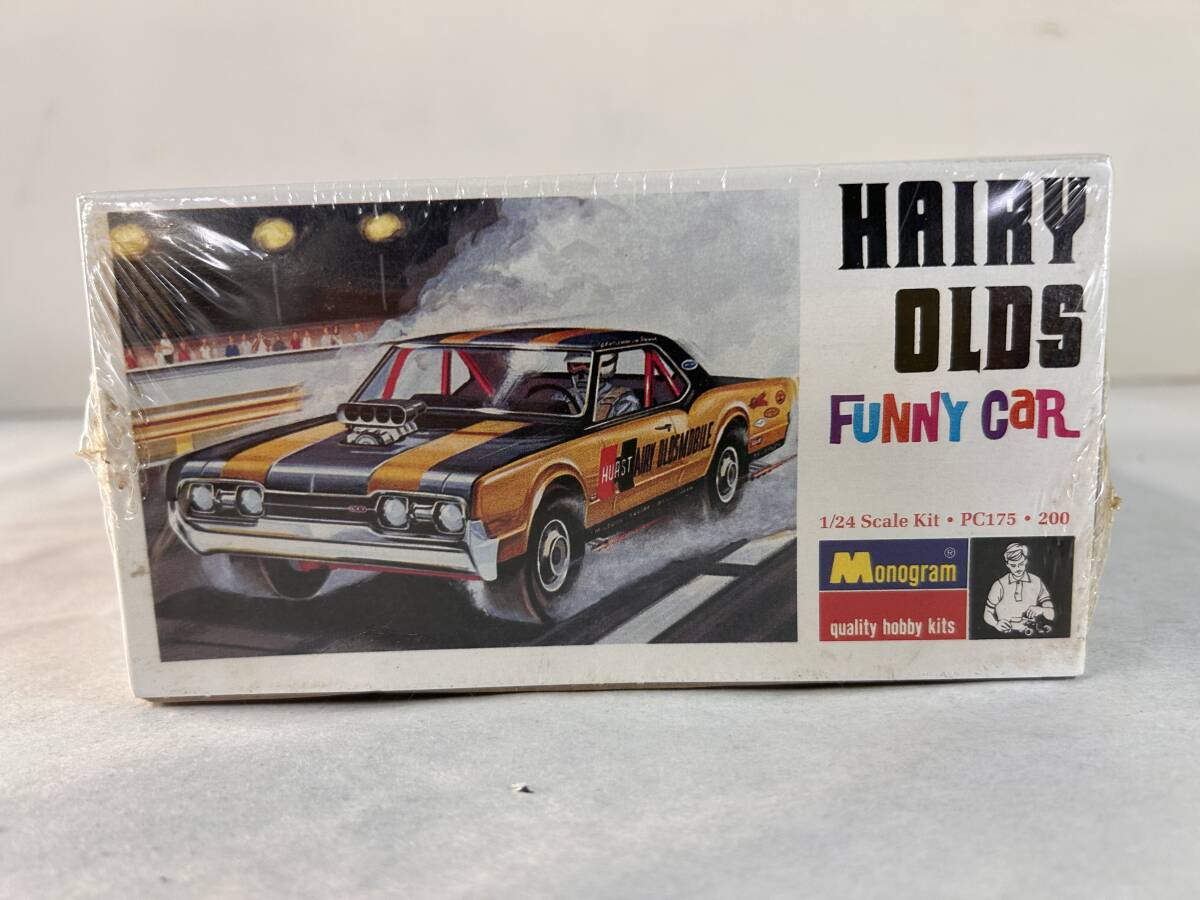 HAIRY
OLDS
FUNNY CAR
1/24 Scale Kit • PC175 • 200
Monogram ®
quality hobby kits
HURST HAIRY OLDSMOBILE